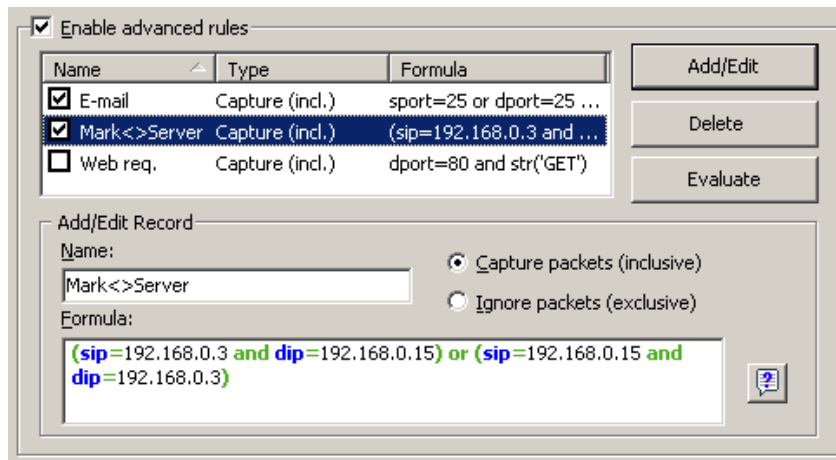 Enable advanced rules
Name Type Formula
E-mail Capture (incl.) sport=25 or dport=25 ...
Mark<>Server Capture (incl.) (sip=192.168.0.3 and ...
Web req. Capture (incl.) dport=80 and str('GET')
Add/Edit
Delete
Evaluate
Add/Edit Record
Name:
Mark<>Server
Capture packets (inclusive)
Ignore packets (exclusive)
Formula:
(sip=192.168.0.3 and dip=192.168.0.15) or (sip=192.168.0.15 and
dip=192.168.0.3)
?